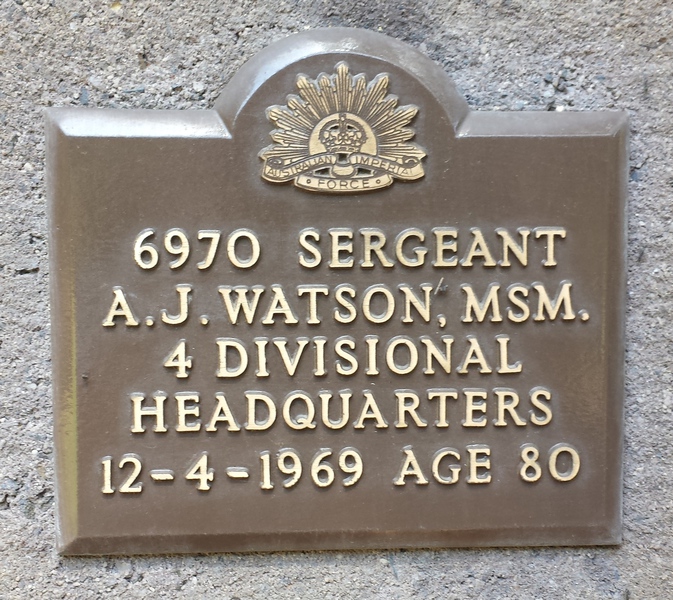 AUSTRALIAN IMPERIAL
FORCE
6970 SERGEANT
A.J. WATSON, MSM.
4 DIVISIONAL
HEADQUARTERS
12-4-1969 AGE 80